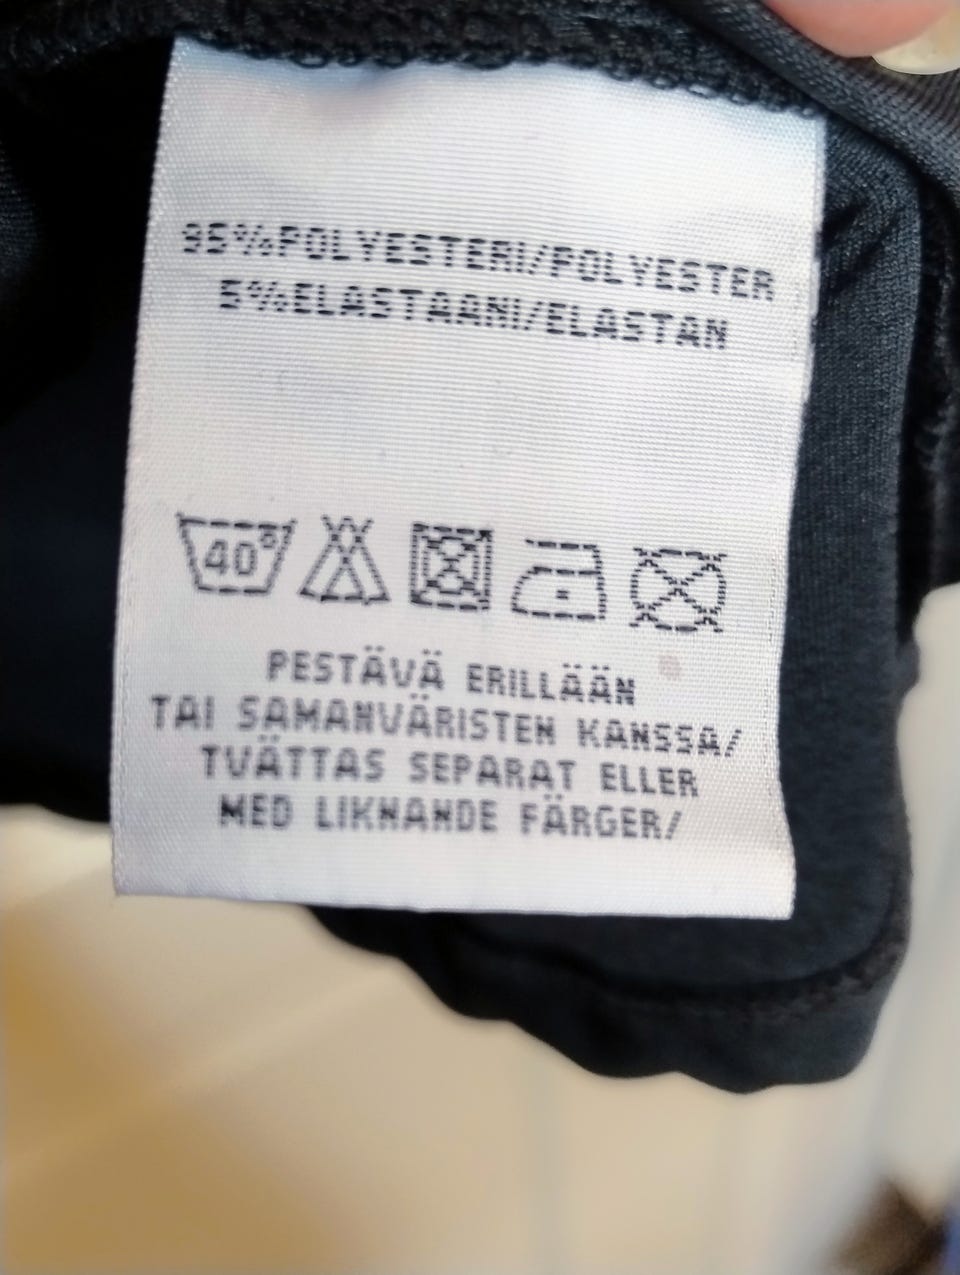 95%POLYESTERI/POLYESTER
5%ELASTAANI/ELASTAN
40°
PESTÄVÄ ERILLÄÄN
TAI SAMANVÄRISTEN KANSSA/
TVÄTTAS SEPARAT ELLER
MED LIKNANDE FÄRGER/